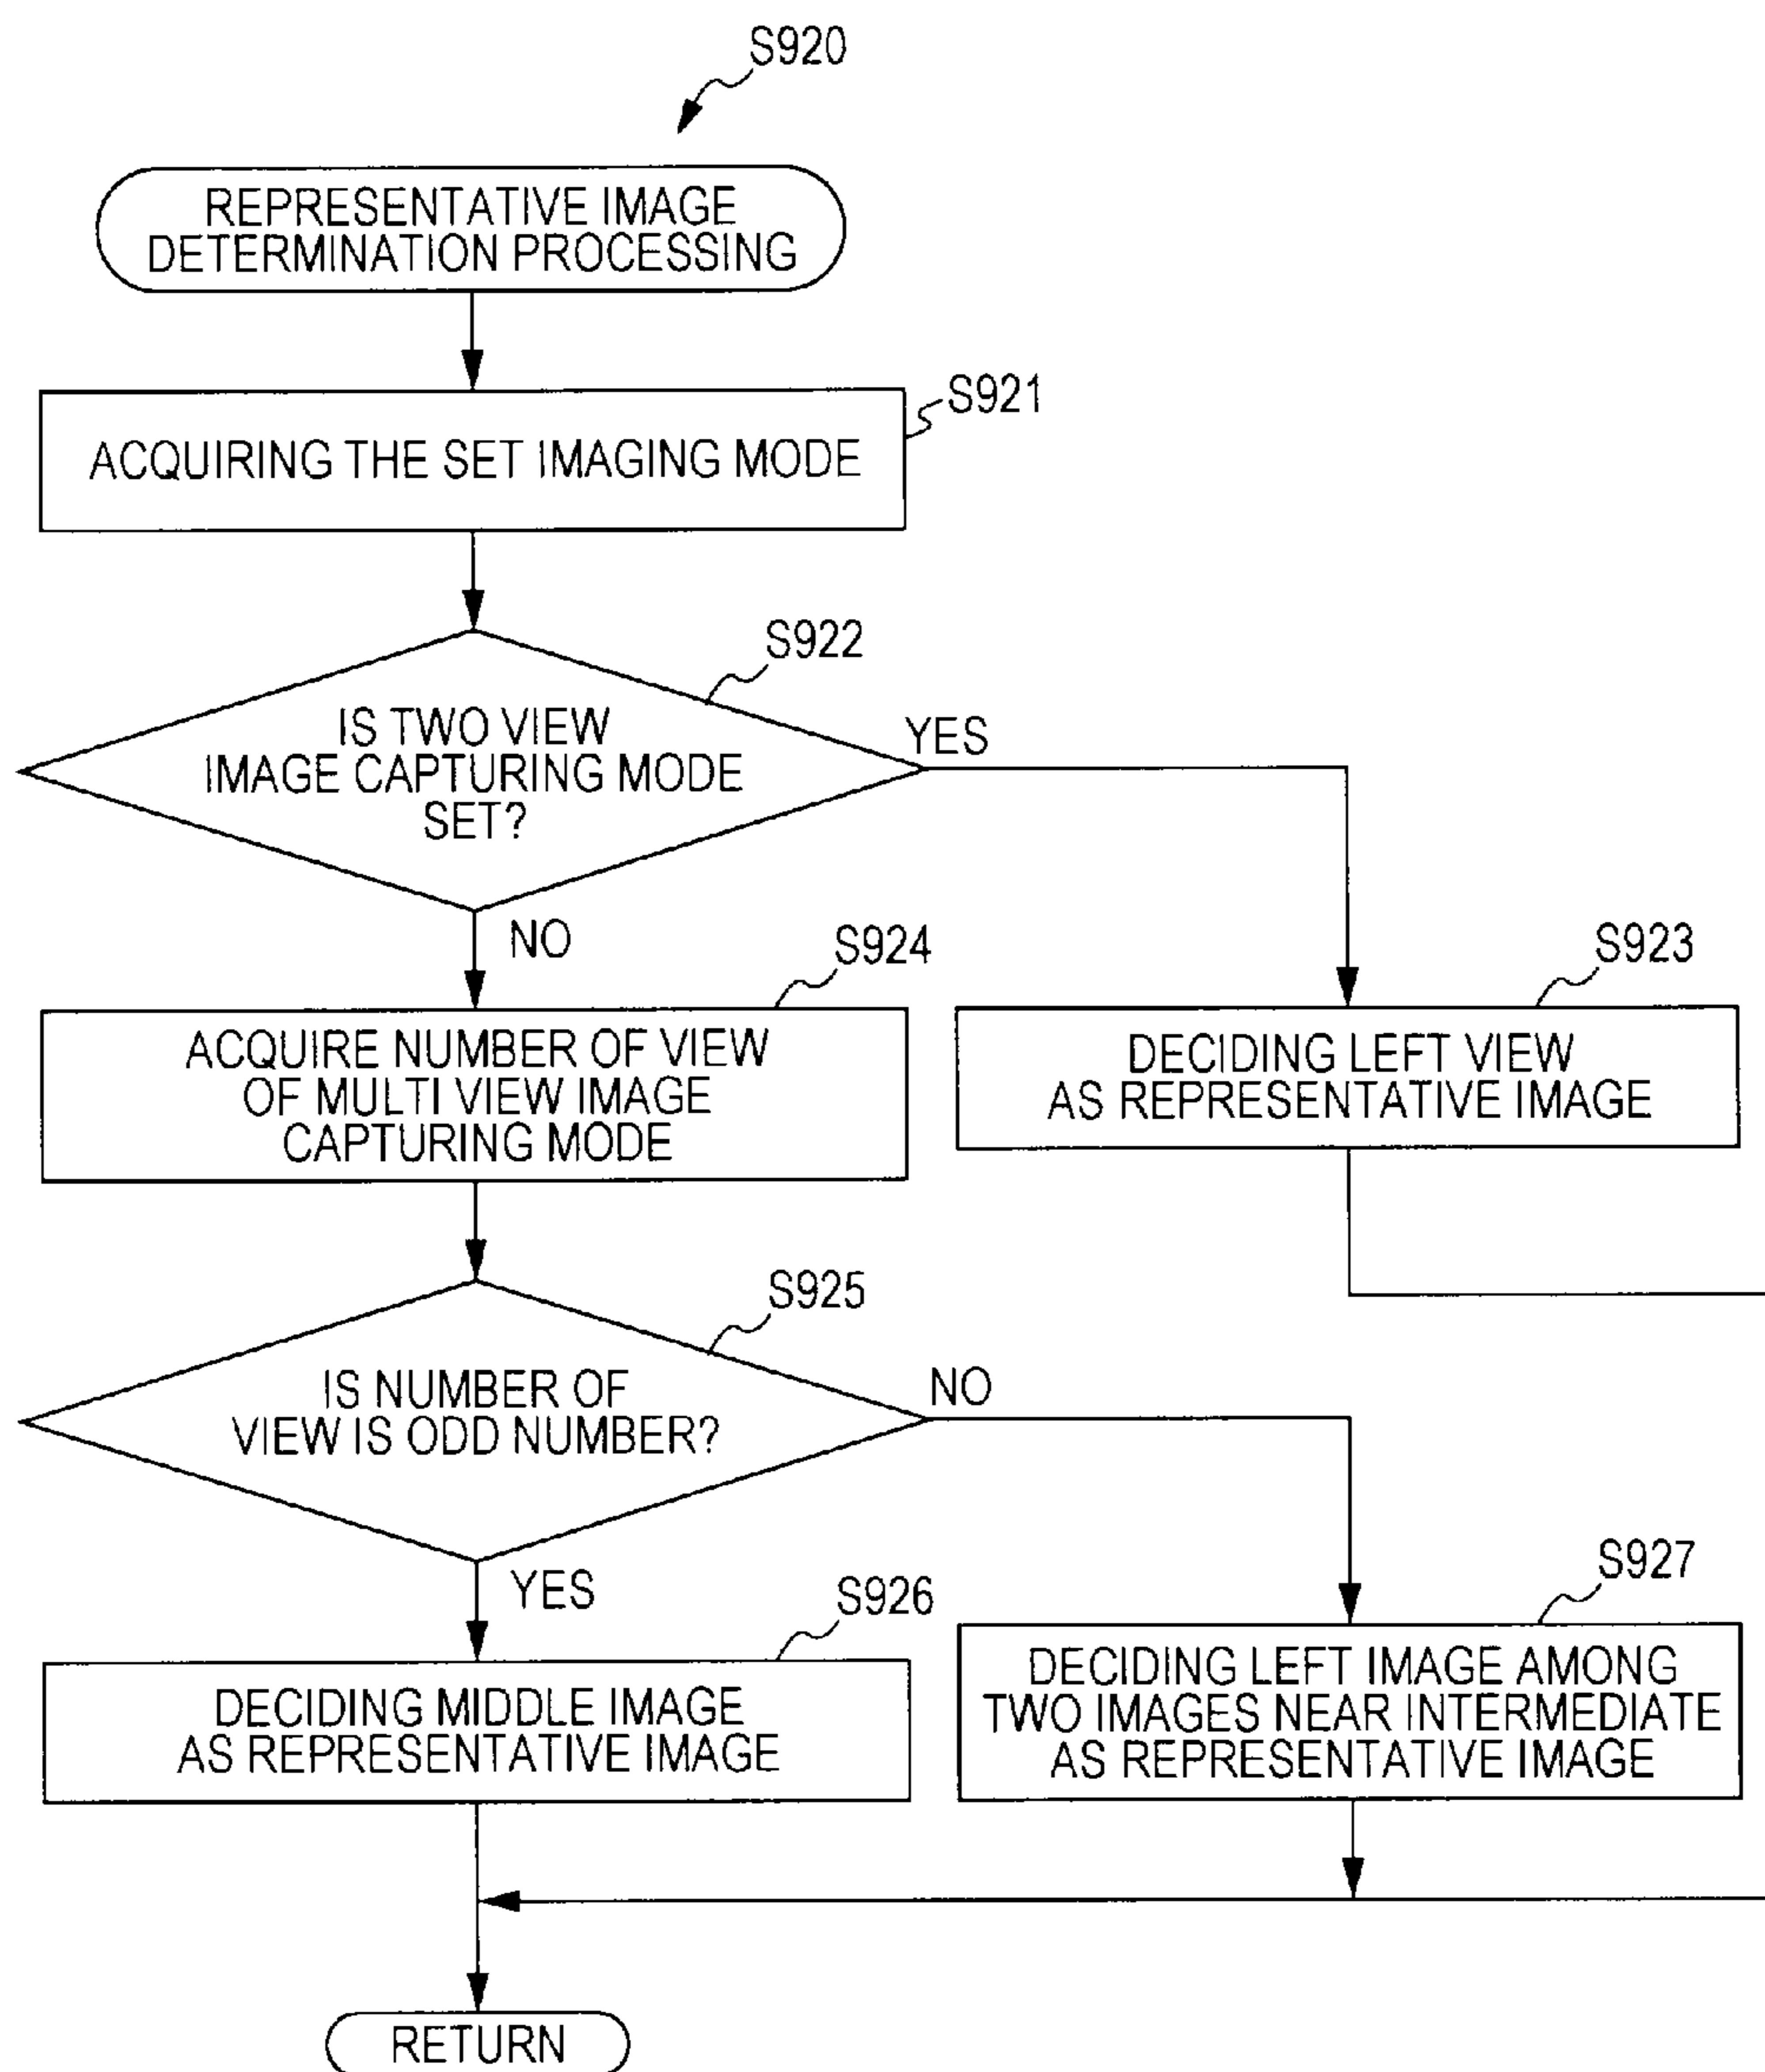 S920
REPRESENTATIVE IMAGE
DETERMINATION PROCESSING
S921
ACQUIRING THE SET IMAGING MODE
S922
IS TWO VIEW
IMAGE CAPTURING MODE
SET?
YES
NO
S924
ACQUIRE NUMBER OF VIEW
OF MULTI VIEW IMAGE
CAPTURING MODE
S923
DECIDING LEFT VIEW
AS REPRESENTATIVE IMAGE
S925
IS NUMBER OF
VIEW IS ODD NUMBER?
NO
YES
S926
DECIDING MIDDLE IMAGE
AS REPRESENTATIVE IMAGE
S927
DECIDING LEFT IMAGE AMONG
TWO IMAGES NEAR INTERMEDIATE
AS REPRESENTATIVE IMAGE
RETURN